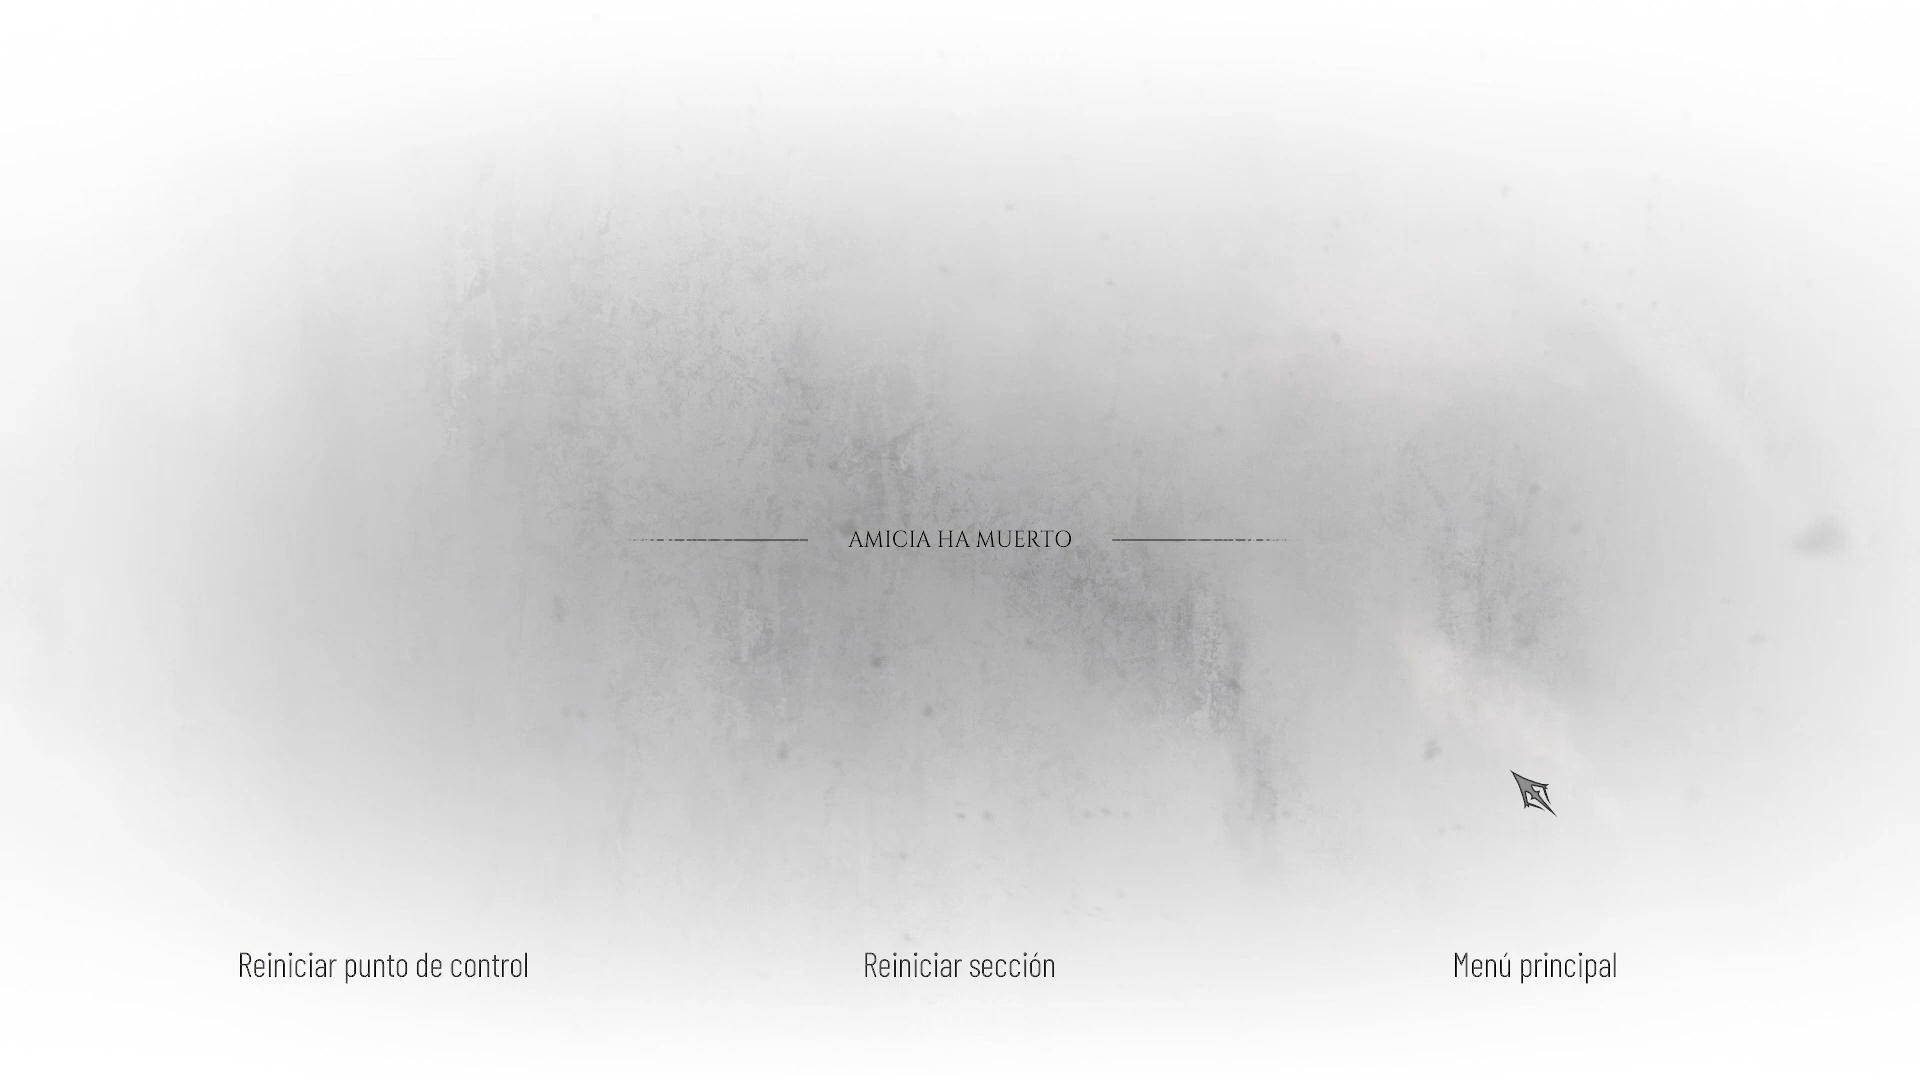 AMICIA HA MUERTO
Reiniciar punto de control
Reiniciar sección
Menú principal